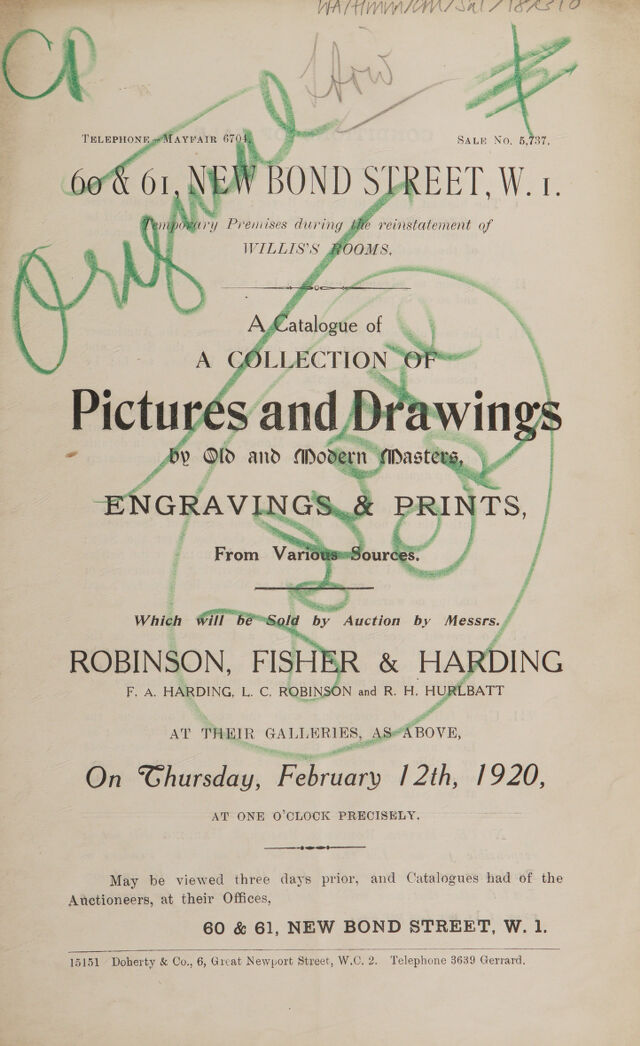 CR
TELEPHONE—MAYFAIR 6704.
SALE NO. 5,737.
Original
60 & 61, NEW BOND STREET, W. 1.
Temporary Premises during the reinstatement of
WILLIS'S ROOMS.
A Catalogue of
A COLLECTION OF
Pictures and Drawings
by Old and Modern Masters,
ENGRAVINGS & PRINTS,
From Various Sources.
CR
Which will be Sold by Auction by Messrs.
ROBINSON, FISHER & HARDING
F. A. HARDING, L. C. ROBINSON and R. H. HURLBATT
AT THEIR GALLERIES, AS ABOVE,
On Thursday, February 12th, 1920,
AT ONE O'CLOCK PRECISELY.
May be viewed three days prior, and Catalogues had of the
Auctioneers, at their Offices,
60 & 61, NEW BOND STREET, W. 1.
15151 Doherty & Co., 6, Great Newport Street, W.C. 2. Telephone 3639 Gerrard.